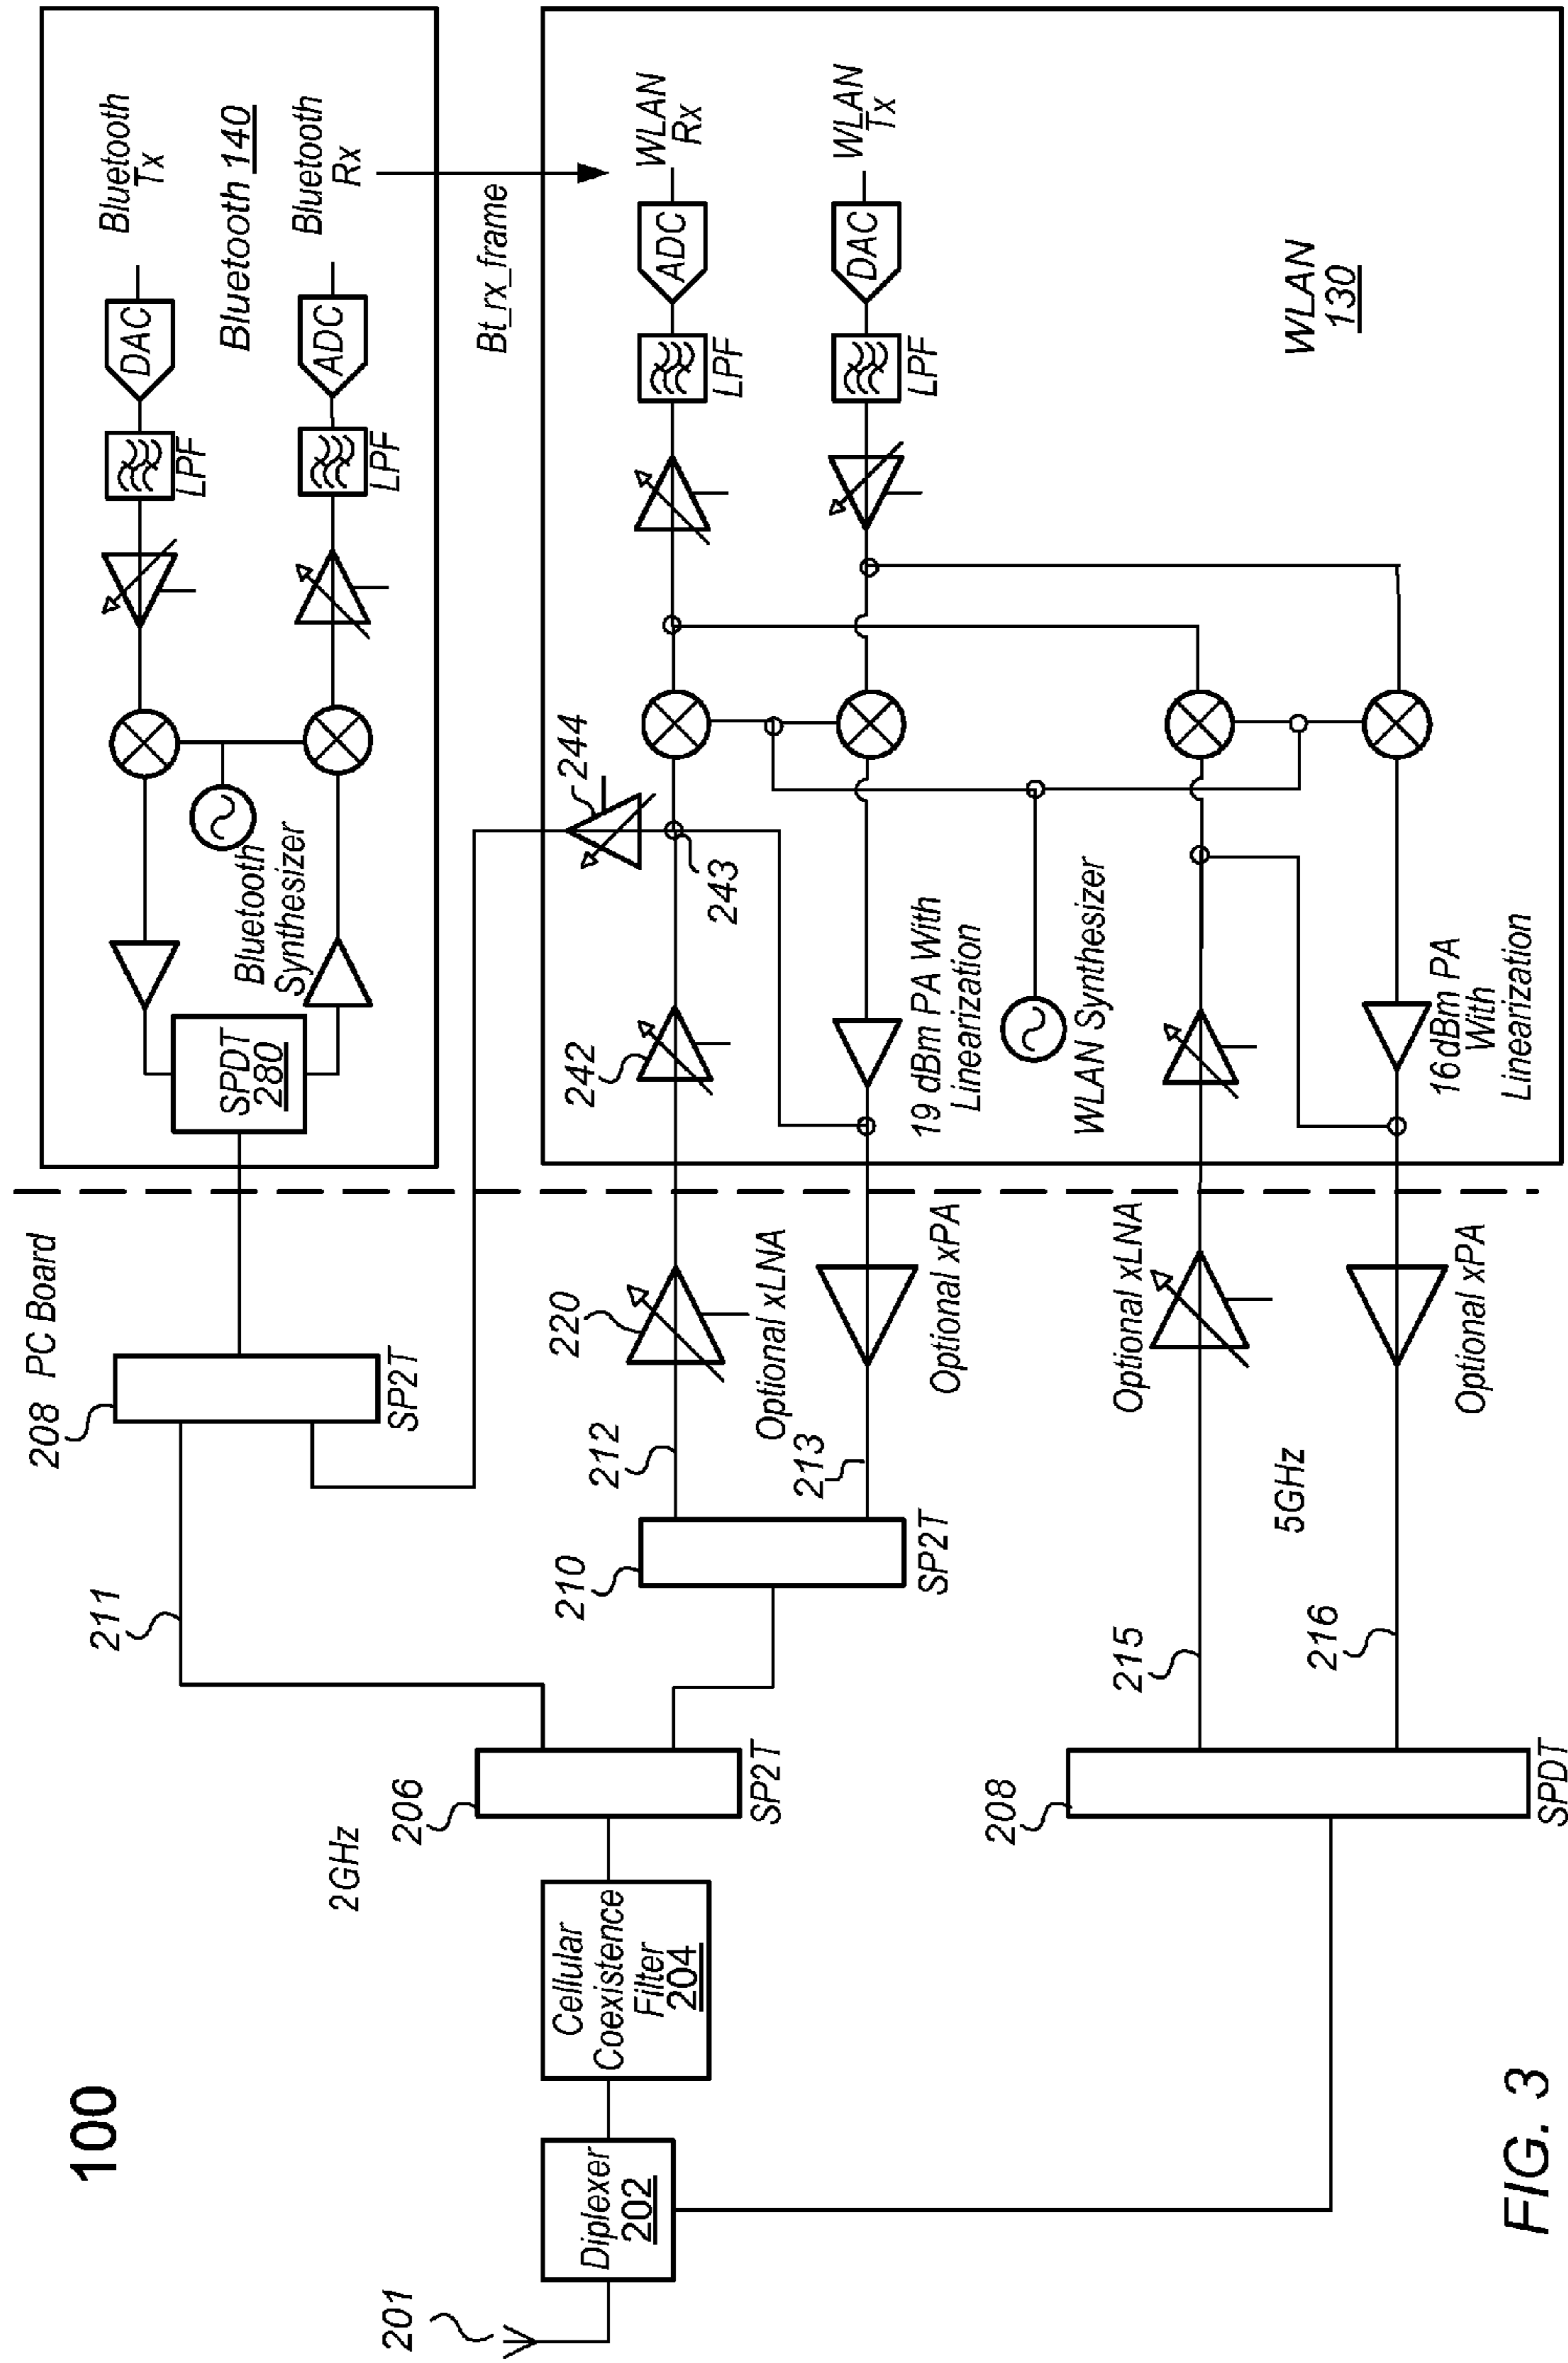 100
201
Diplexer
202
Cellular
Coexistence
Filter
204
2GHz
206
SP2T
211
208
PC Board
SP2T
210
SP2T
212
213
220
Optional xLNA
Optional xPA
208
SPDT
215
216
5GHz
Optional xLNA
Optional xPA
SPDT
280
Bluetooth
Synthesizer
LPF
DAC
Bluetooth
Tx
Bluetooth 140
LPF
ADC
Bluetooth
Rx
Bt_rx_frame
242
243
244
19 dBm PA With
Linearization
WLAN Synthesizer
16dBm PA
With
Linearization
LPF
ADC
WLAN
Rx
LPF
DAC
WLAN
Tx
WLAN
130
FIG. 3